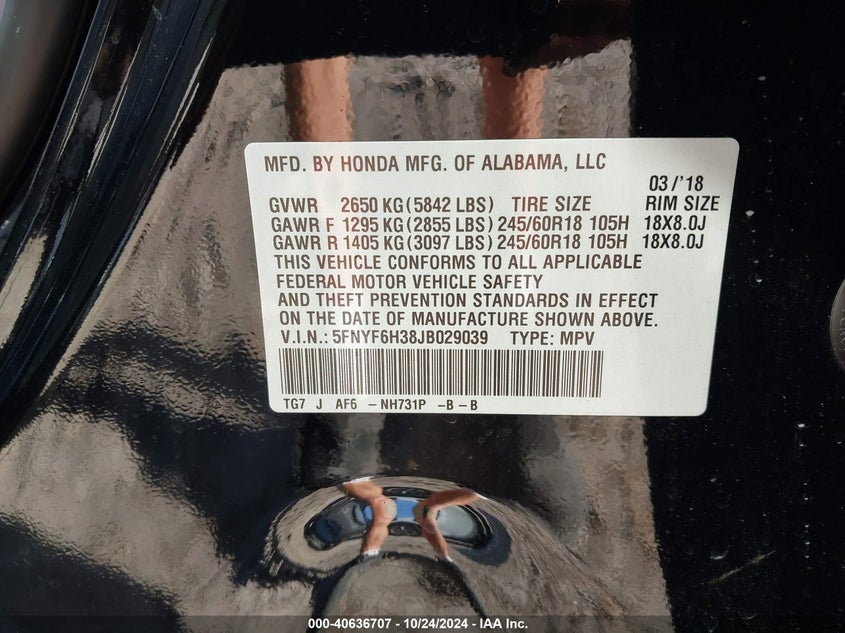 MFD. BY HONDA MFG. OF ALABAMA, LLC
03/'18
GVWR 2650 KG (5842 LBS) TIRE SIZE RIM SIZE
GAWR F 1295 KG (2855 LBS) 245/60R18 105H 18X8.0J
GAWR R 1405 KG (3097 LBS) 245/60R18 105H 18X8.0J
THIS VEHICLE CONFORMS TO ALL APPLICABLE
FEDERAL MOTOR VEHICLE SAFETY
AND THEFT PREVENTION STANDARDS IN EFFECT
ON THE DATE OF MANUFACTURE SHOWN ABOVE.
V.I.N.: 5FNYF6H38JB029039 TYPE: MPV
TG7 J AF6 -NH731P -B-B
000-40636707 - 10/24/2024 - IAA Inc.